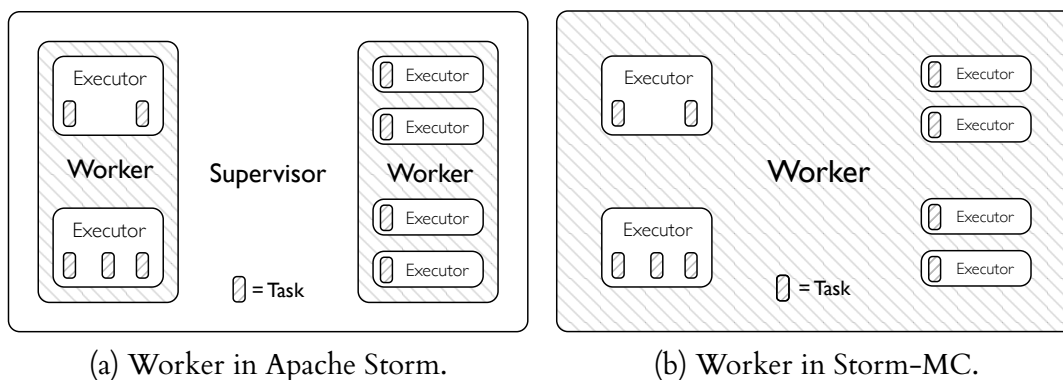 Executor
Worker
Executor
Supervisor
= Task
Executor
Executor
Worker
Executor
Executor
(a) Worker in Apache Storm.
Executor
Executor
Worker
= Task
Executor
Executor
Executor
Executor
(b) Worker in Storm-MC.